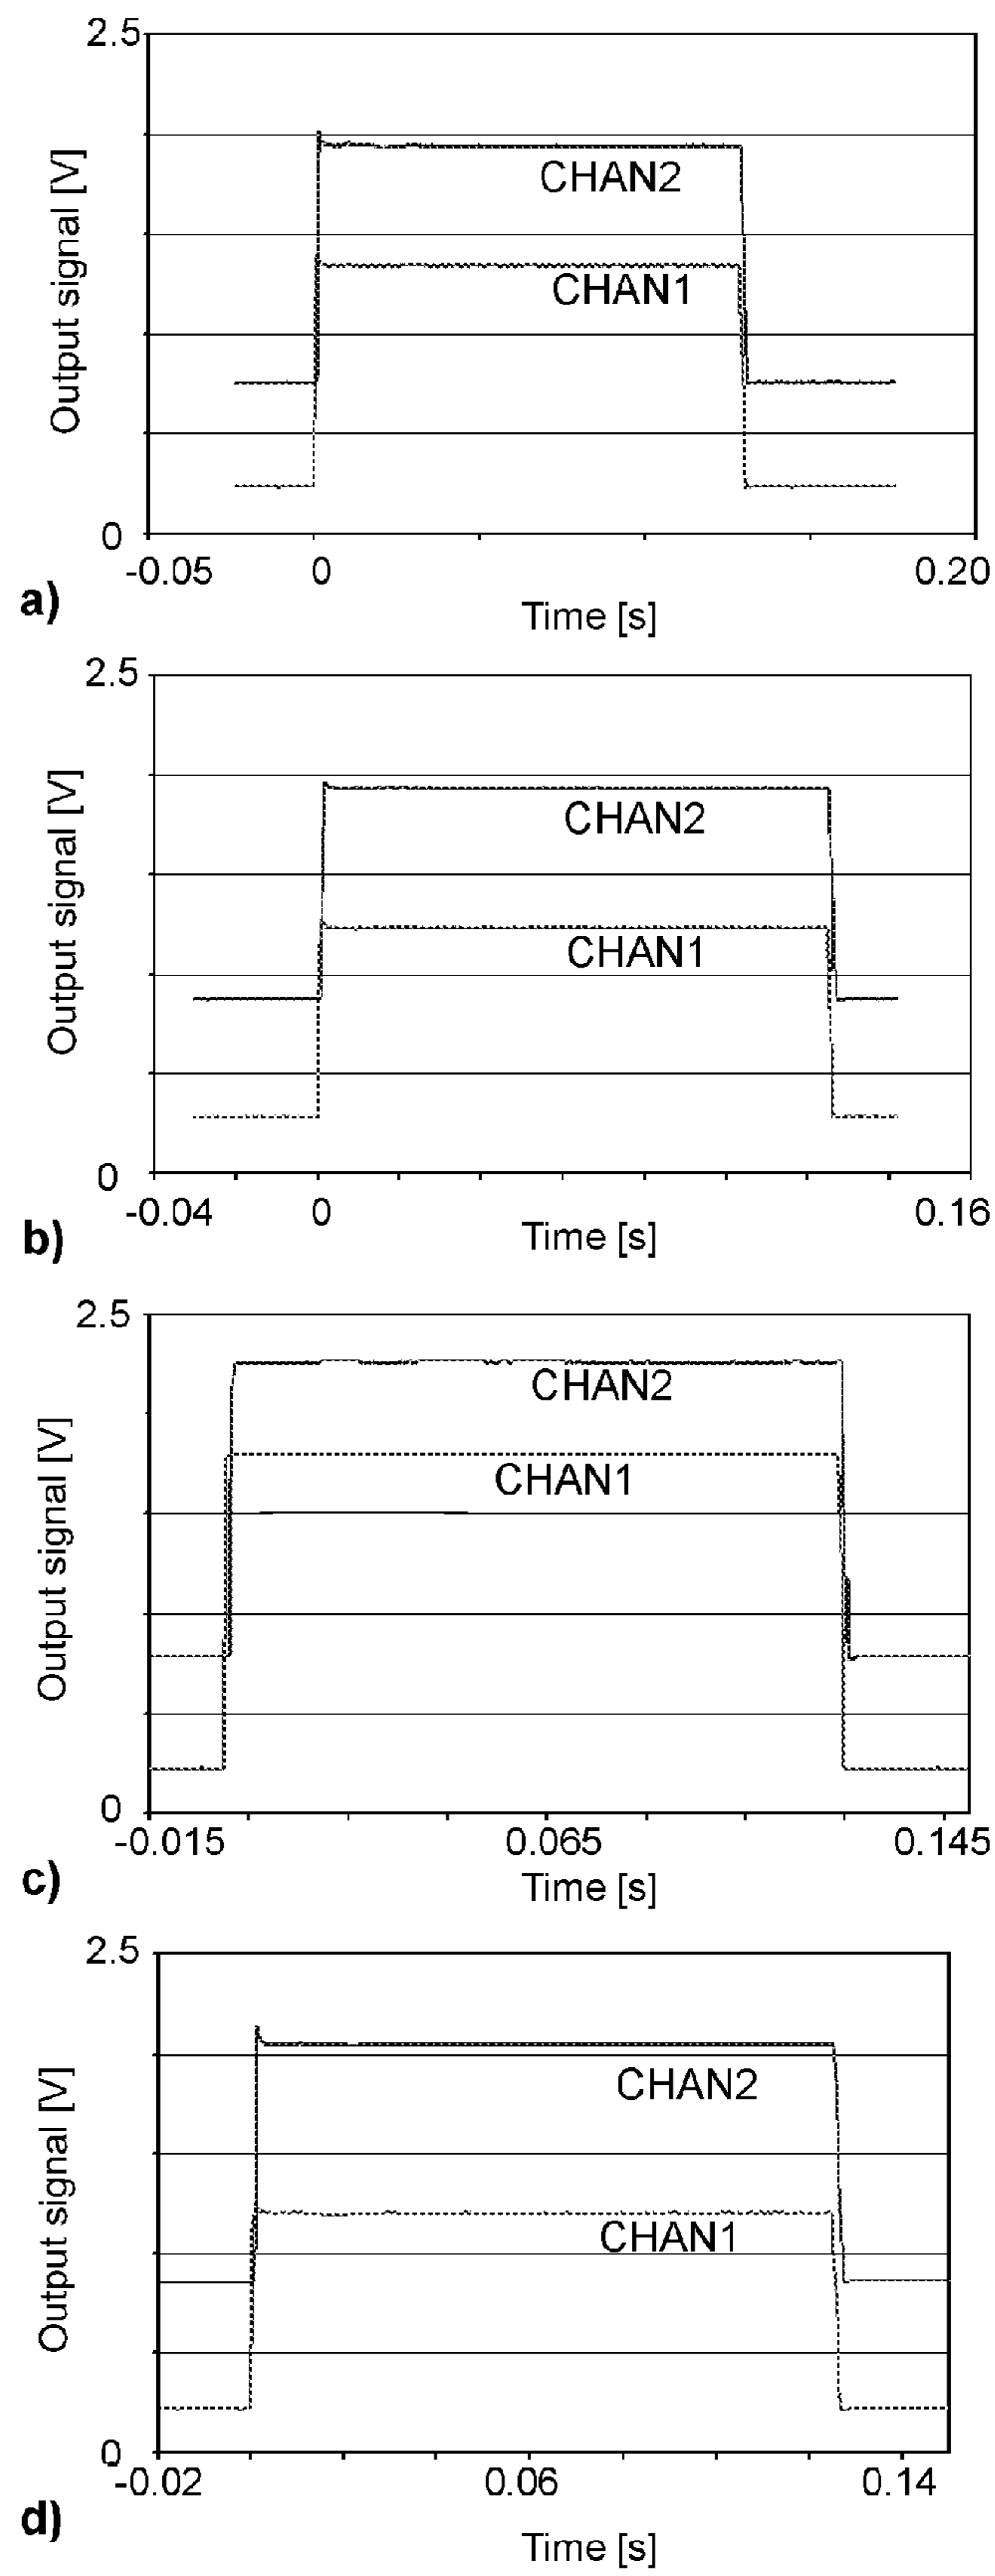 2.5
Output signal [V]
CHAN2
CHAN1
0
-0.05 0 0.20
a)
Time [s]
2.5
Output signal [V]
CHAN2
CHAN1
0
-0.04 0 0.16
b)
Time [s]
2.5
Output signal [V]
CHAN2
CHAN1
0
-0.015 0.065 0.145
c)
Time [s]
2.5
Output signal [V]
CHAN2
CHAN1
0
-0.02 0.06 0.14
d)
Time [s]